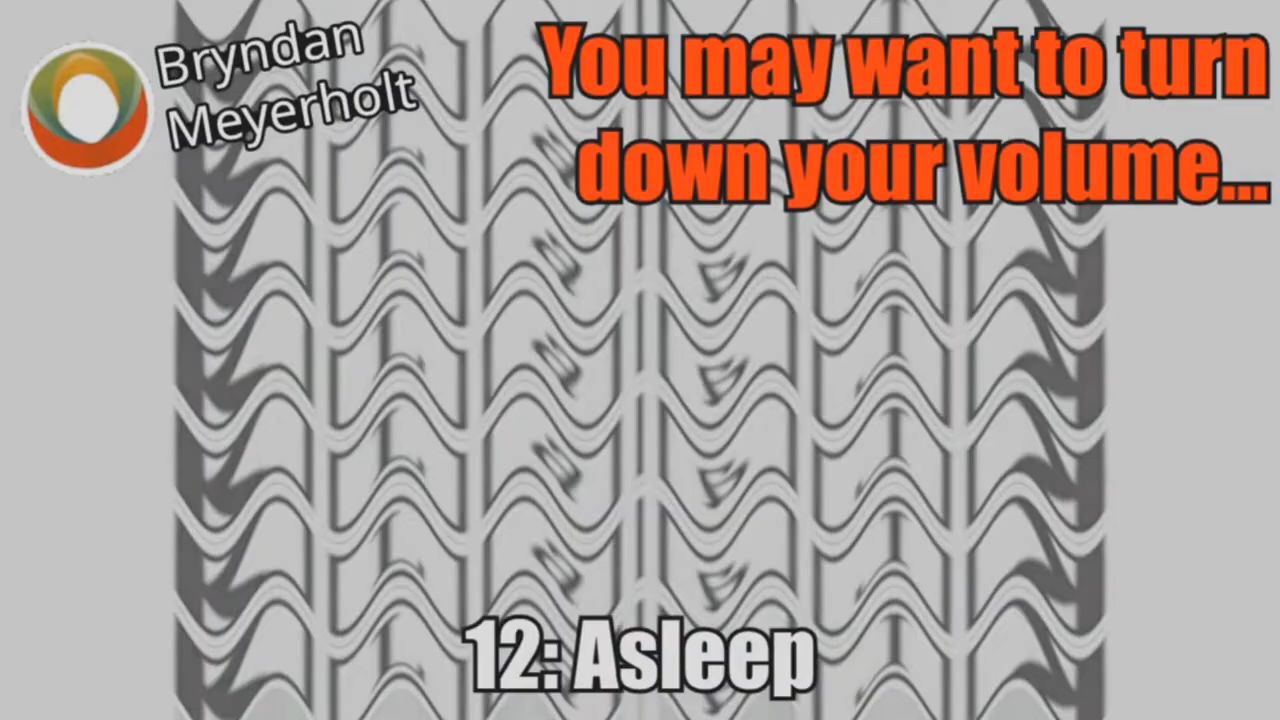 Bryndan
Meyerholt
You may want to turn
down your volume...
12: Asleep